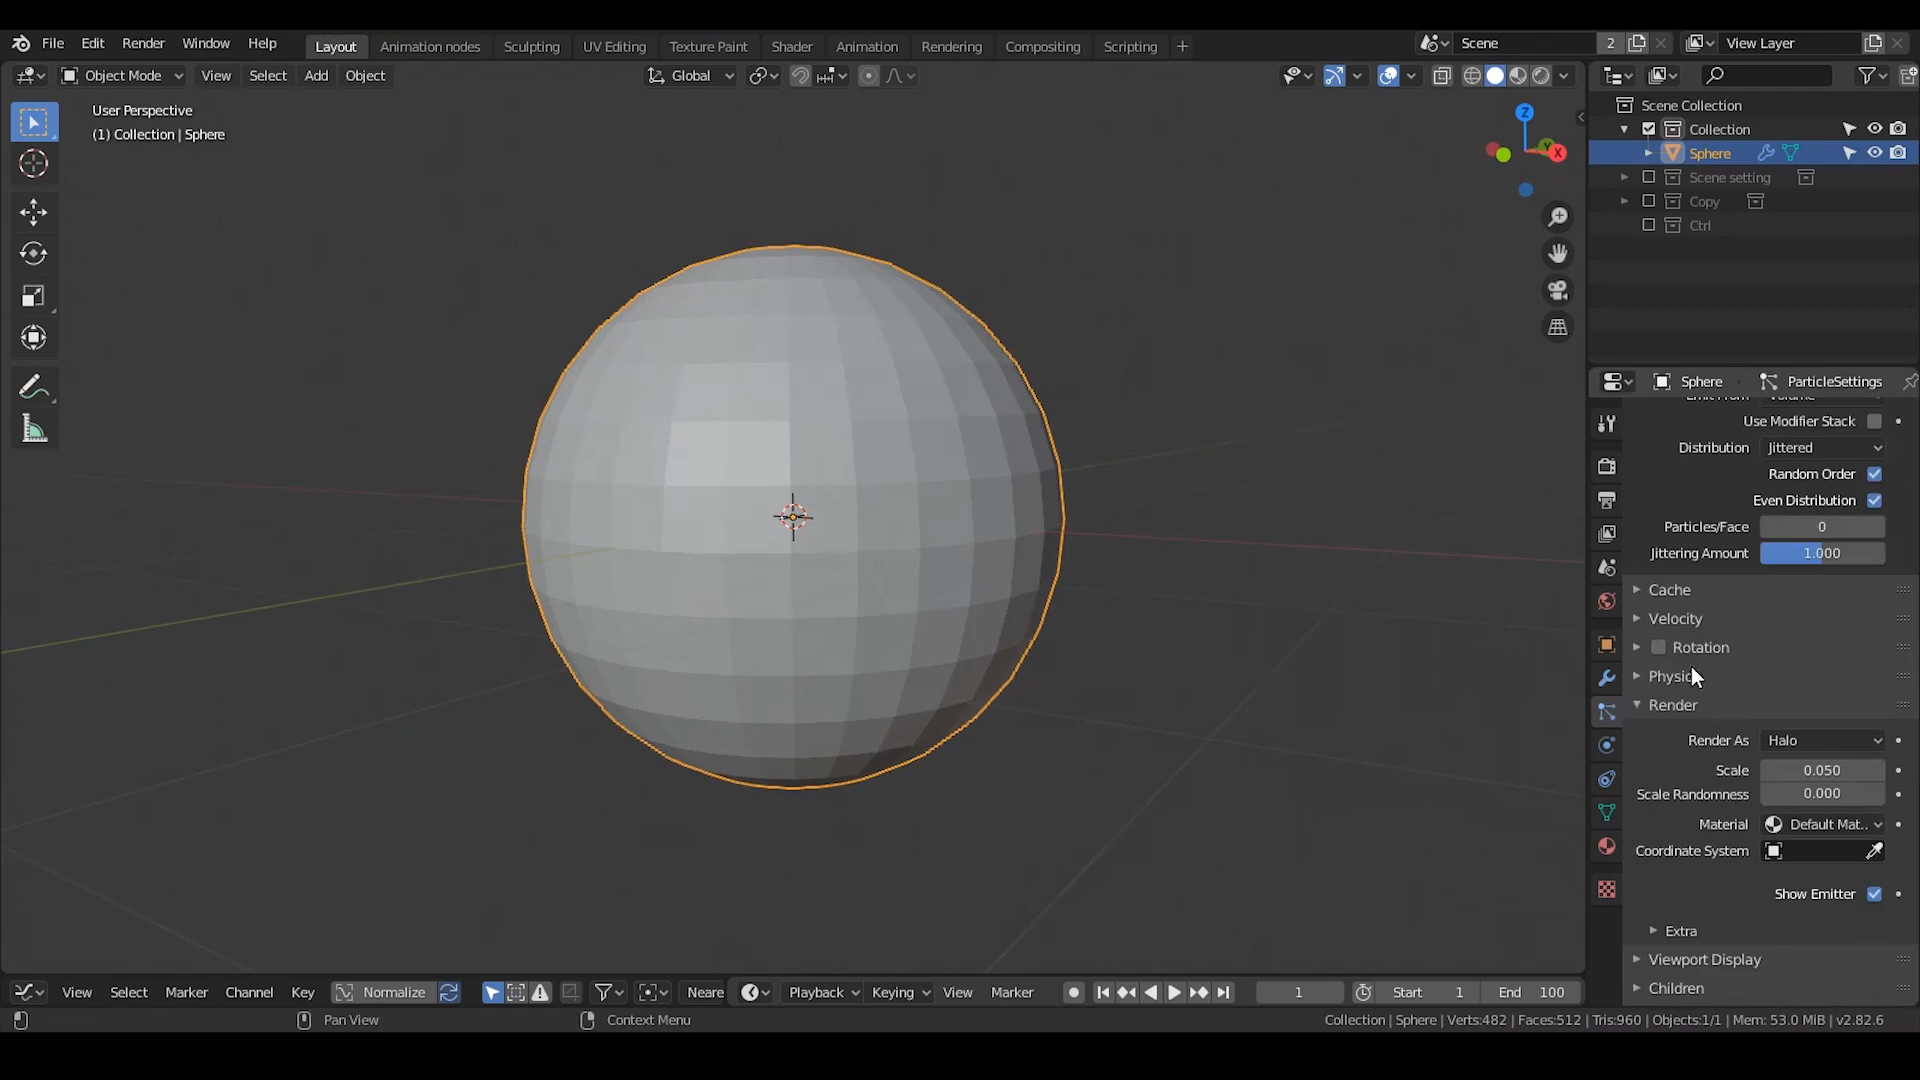 File Edit Render Window Help Layout Animation nodes Sculpting UV Editing Texture Paint Shader Animation Rendering Compositing Scripting + Scene 2 View Layer
Object Mode View Select Add Object Global
User Perspective
(1) Collection | Sphere
Z
Y
X
Scene Collection
Collection
Sphere
Scene setting
Copy
Ctrl
Sphere ParticleSettings
Emit From Volume
Use Modifier Stack
Distribution Jittered
Random Order
Even Distribution
Particles/Face 0
Jittering Amount 1.000
Cache
Velocity
Rotation
Render
Render As Halo
Scale 0.050
Scale Randomness 0.000
Material Default Mat..
Coordinate System
Show Emitter
Extra
Viewport Display
Children
View Select Marker Channel Key Normalize Neare Playback Keying View Marker 1 Start 1 End 100
Pan View Context Menu Collection | Sphere | Verts:482 | Faces:512 | Tris:960 | Objects:1/1 | Mem: 53.0 MiB | v2.82.6